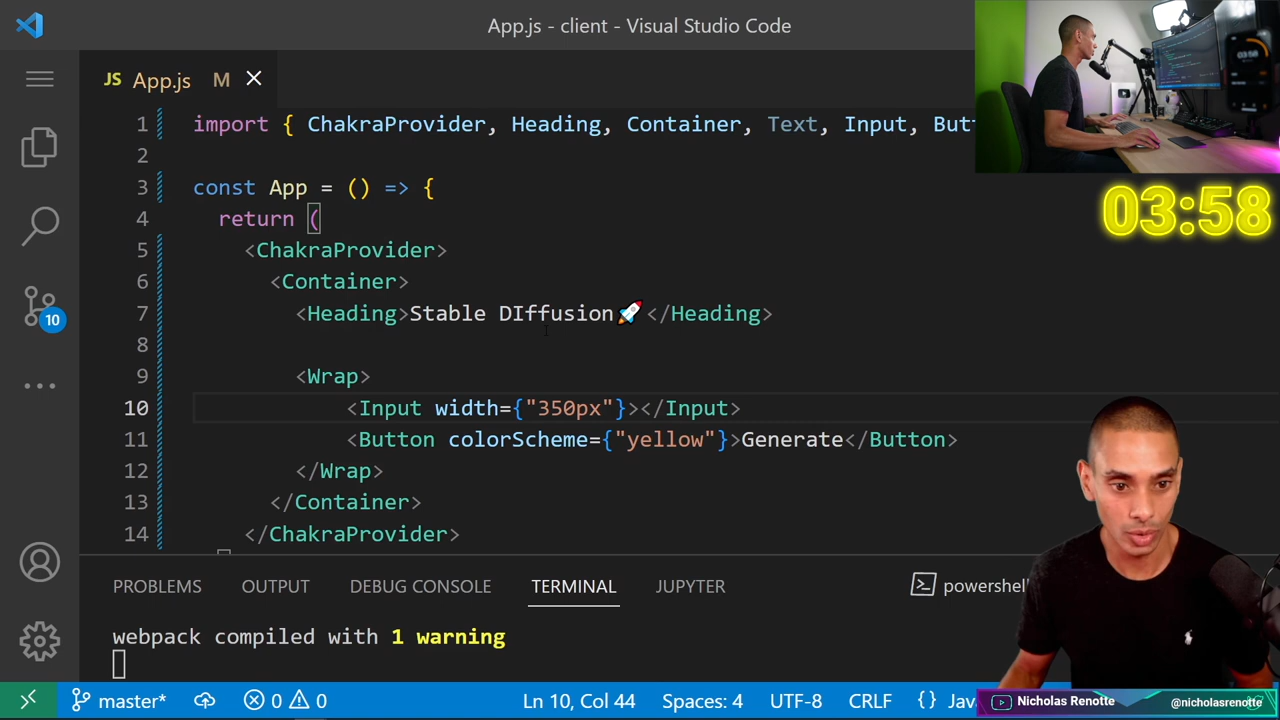 App.js - client - Visual Studio Code
JS App.js M
1 import { ChakraProvider, Heading, Container, Text, Input, Butt
2
3 const App = () => {
4 return (
5 <ChakraProvider>
6 <Container>
7 <Heading>Stable DIffusion🚀</Heading>
8
9 <Wrap>
10 <Input width={"350px"}></Input>
11 <Button colorScheme={"yellow"}>Generate</Button>
12 </Wrap>
13 </Container>
14 </ChakraProvider>
03:58
10
PROBLEMS OUTPUT DEBUG CONSOLE TERMINAL JUPYTER powershell
webpack compiled with 1 warning
master* 0 0 Ln 10, Col 44 Spaces: 4 UTF-8 CRLF {} Jav
Nicholas Renotte @nicholasrenotte